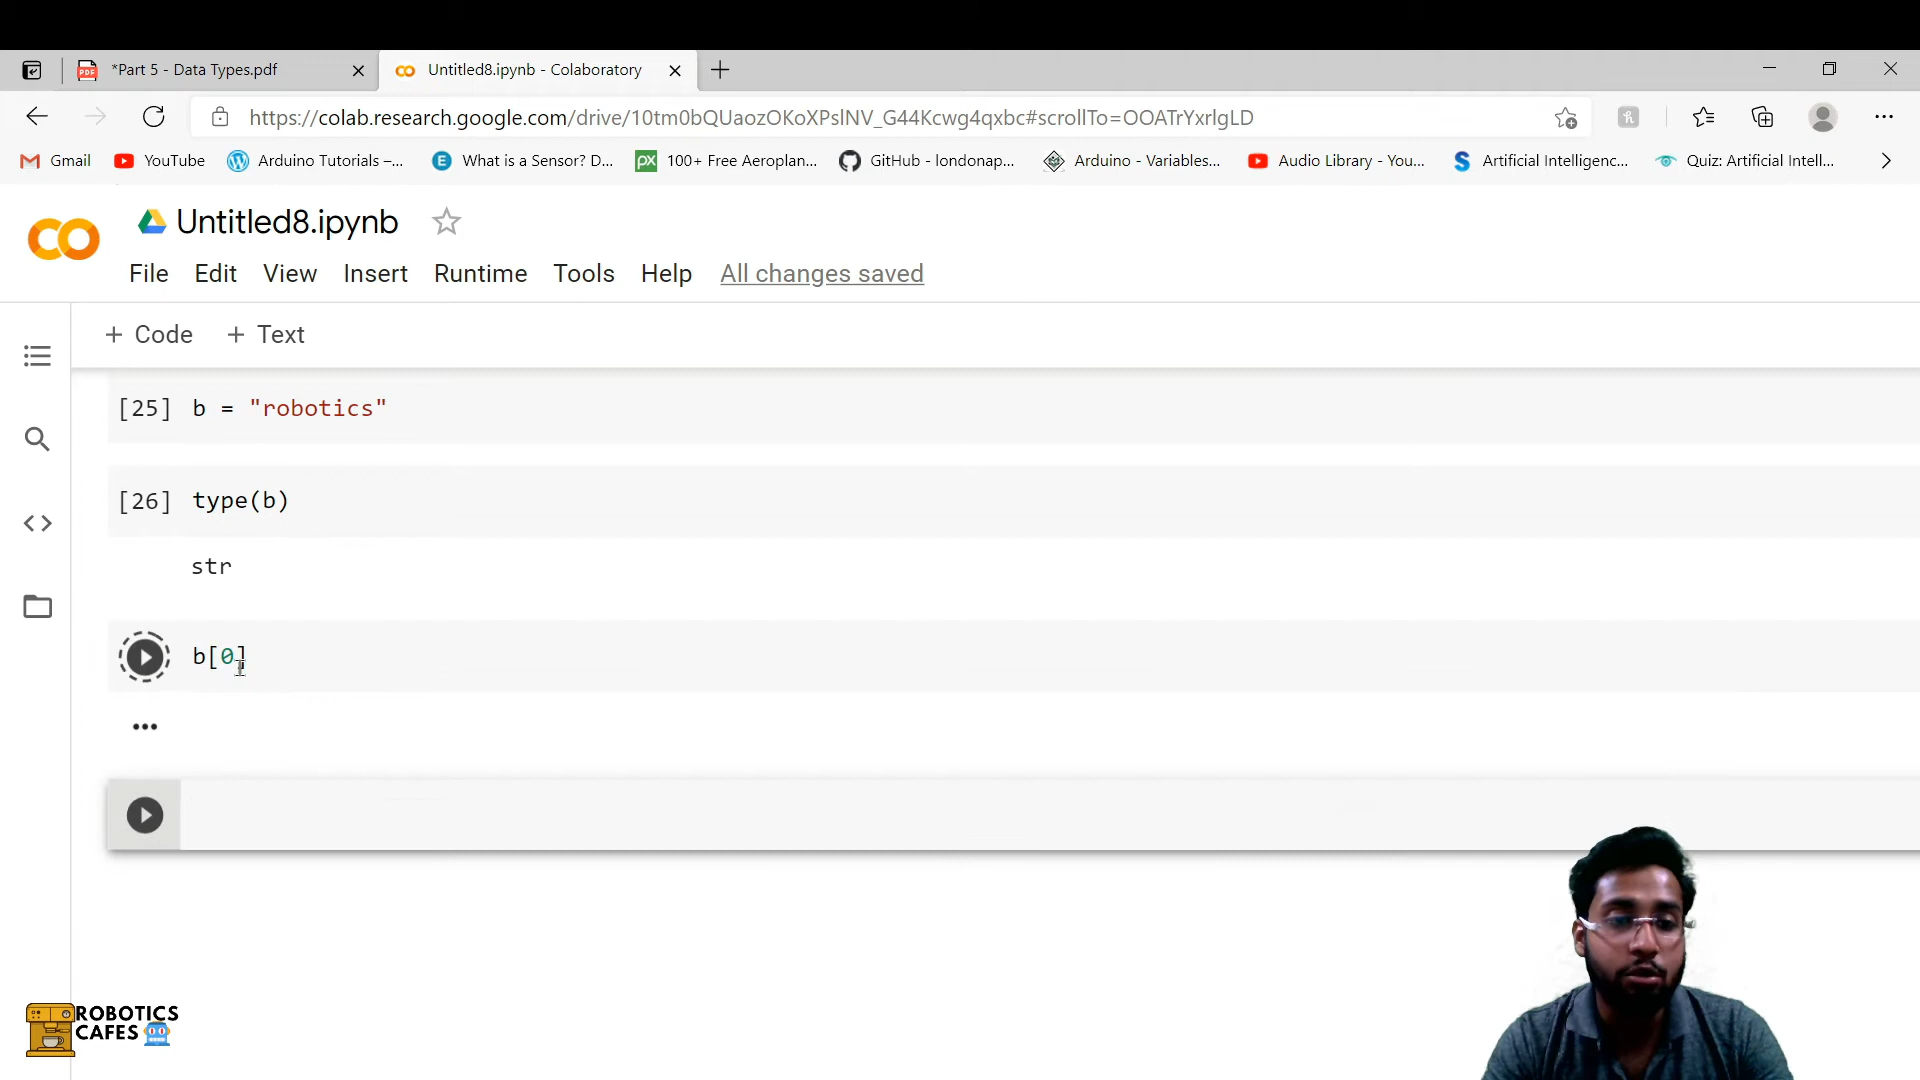 *Part 5 - Data Types.pdf
Untitled8.ipynb - Colaboratory
https://colab.research.google.com/drive/10tm0bQUaozOKoXPslNV_G44Kcwg4qxbc#scrollTo=OOATrYxrlgLD
Gmail YouTube Arduino Tutorials –... What is a Sensor? D... 100+ Free Aeroplan... GitHub - londonap... Arduino - Variables... Audio Library - You... Artificial Intelligenc... Quiz: Artificial Intell...
Untitled8.ipynb
File Edit View Insert Runtime Tools Help All changes saved
+ Code + Text
[25] b = "robotics"
[26] type(b)
str
b[0]
ROBOTICS
CAFES